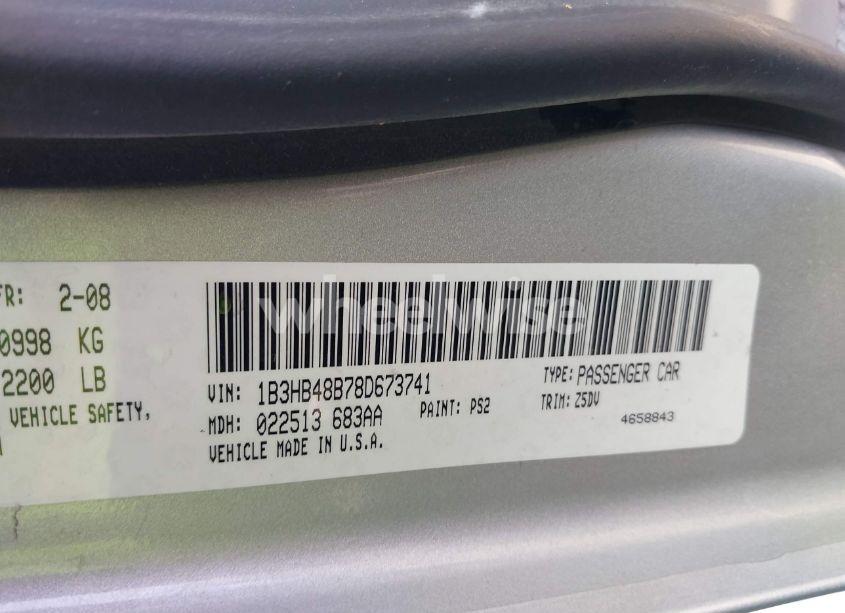 FR: 2-08
0998 KG
2200 LB
VEHICLE SAFETY,
wheelwise
VIN: 1B3HB48B78D673741
TYPE: PASSENGER CAR
MDH: 022513 683AA
PAINT: PS2
TRIM: Z5DV
VEHICLE MADE IN U.S.A.
4658843